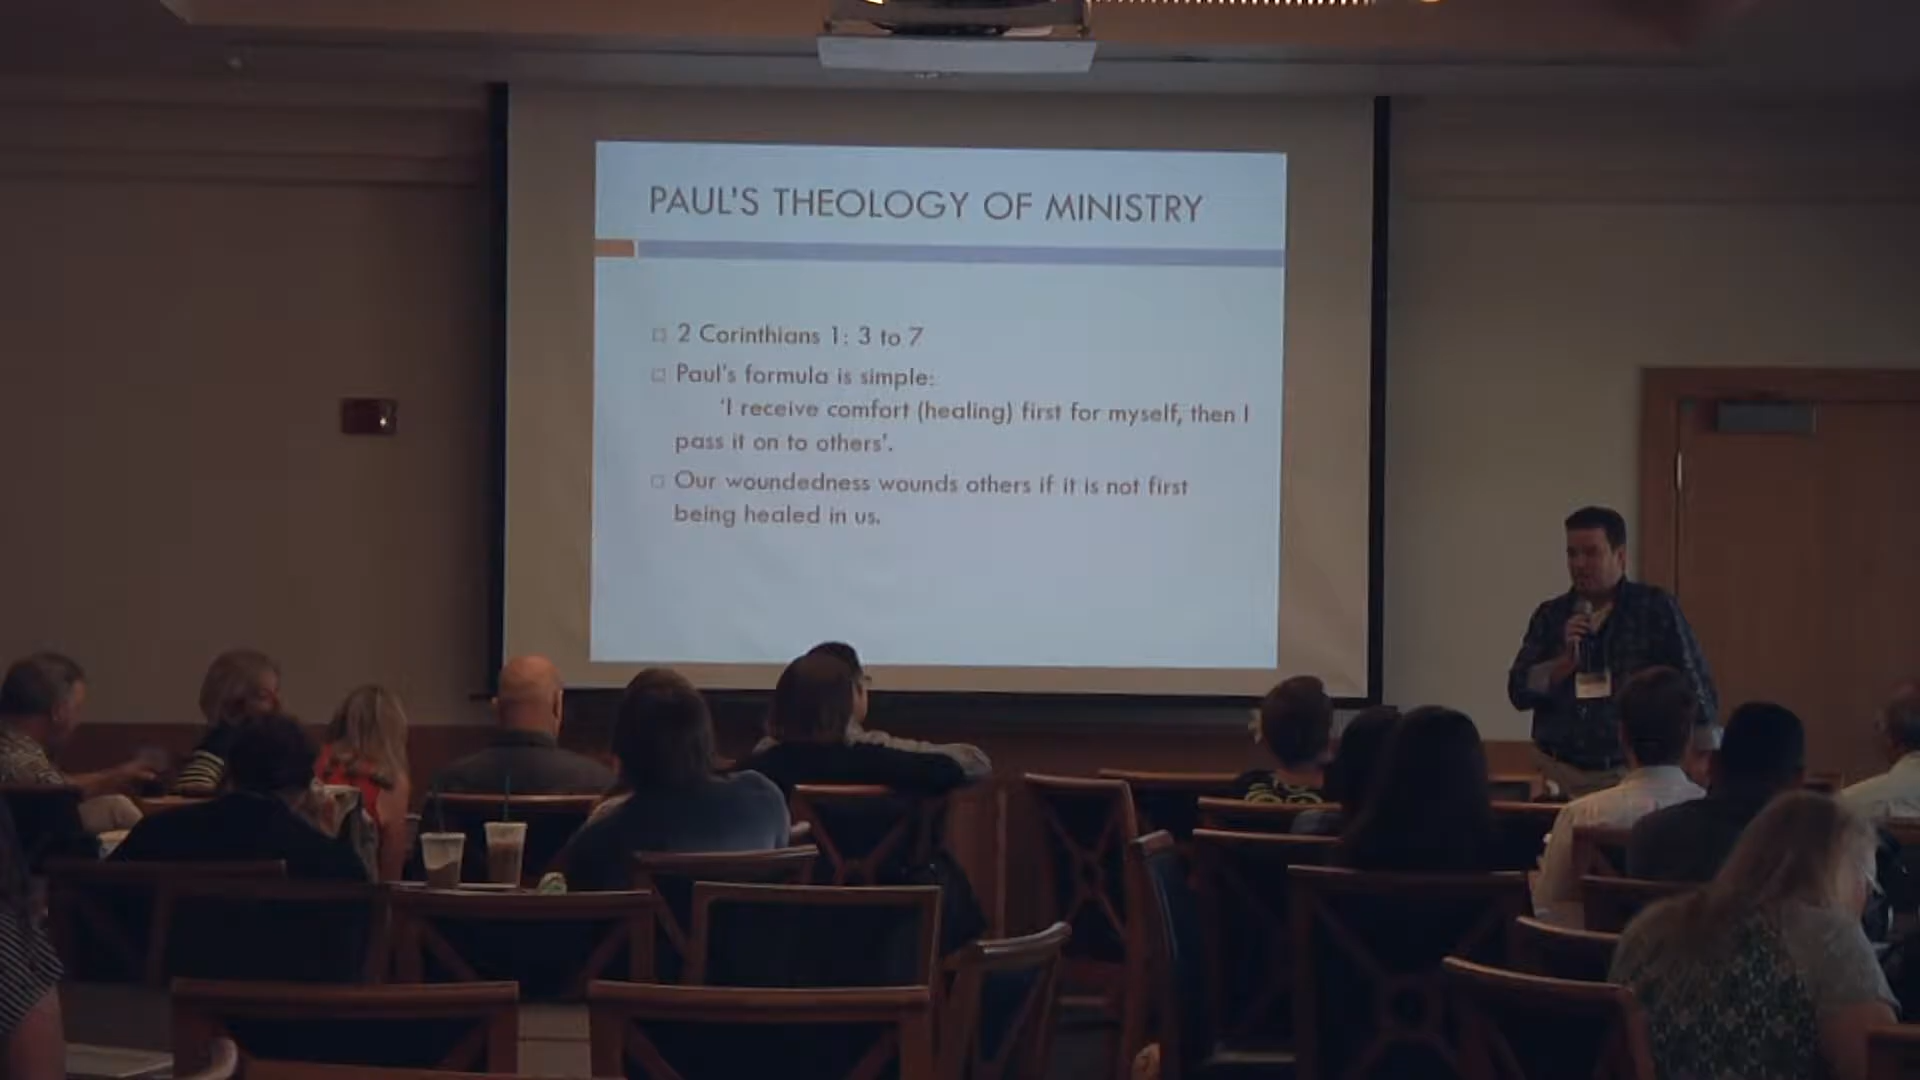 PAUL'S THEOLOGY OF MINISTRY
2 Corinthians 1: 3 to 7
Paul's formula is simple:
'I receive comfort (healing) first for myself, then I
pass it on to others'.
Our woundedness wounds others if it is not first
being healed in us.